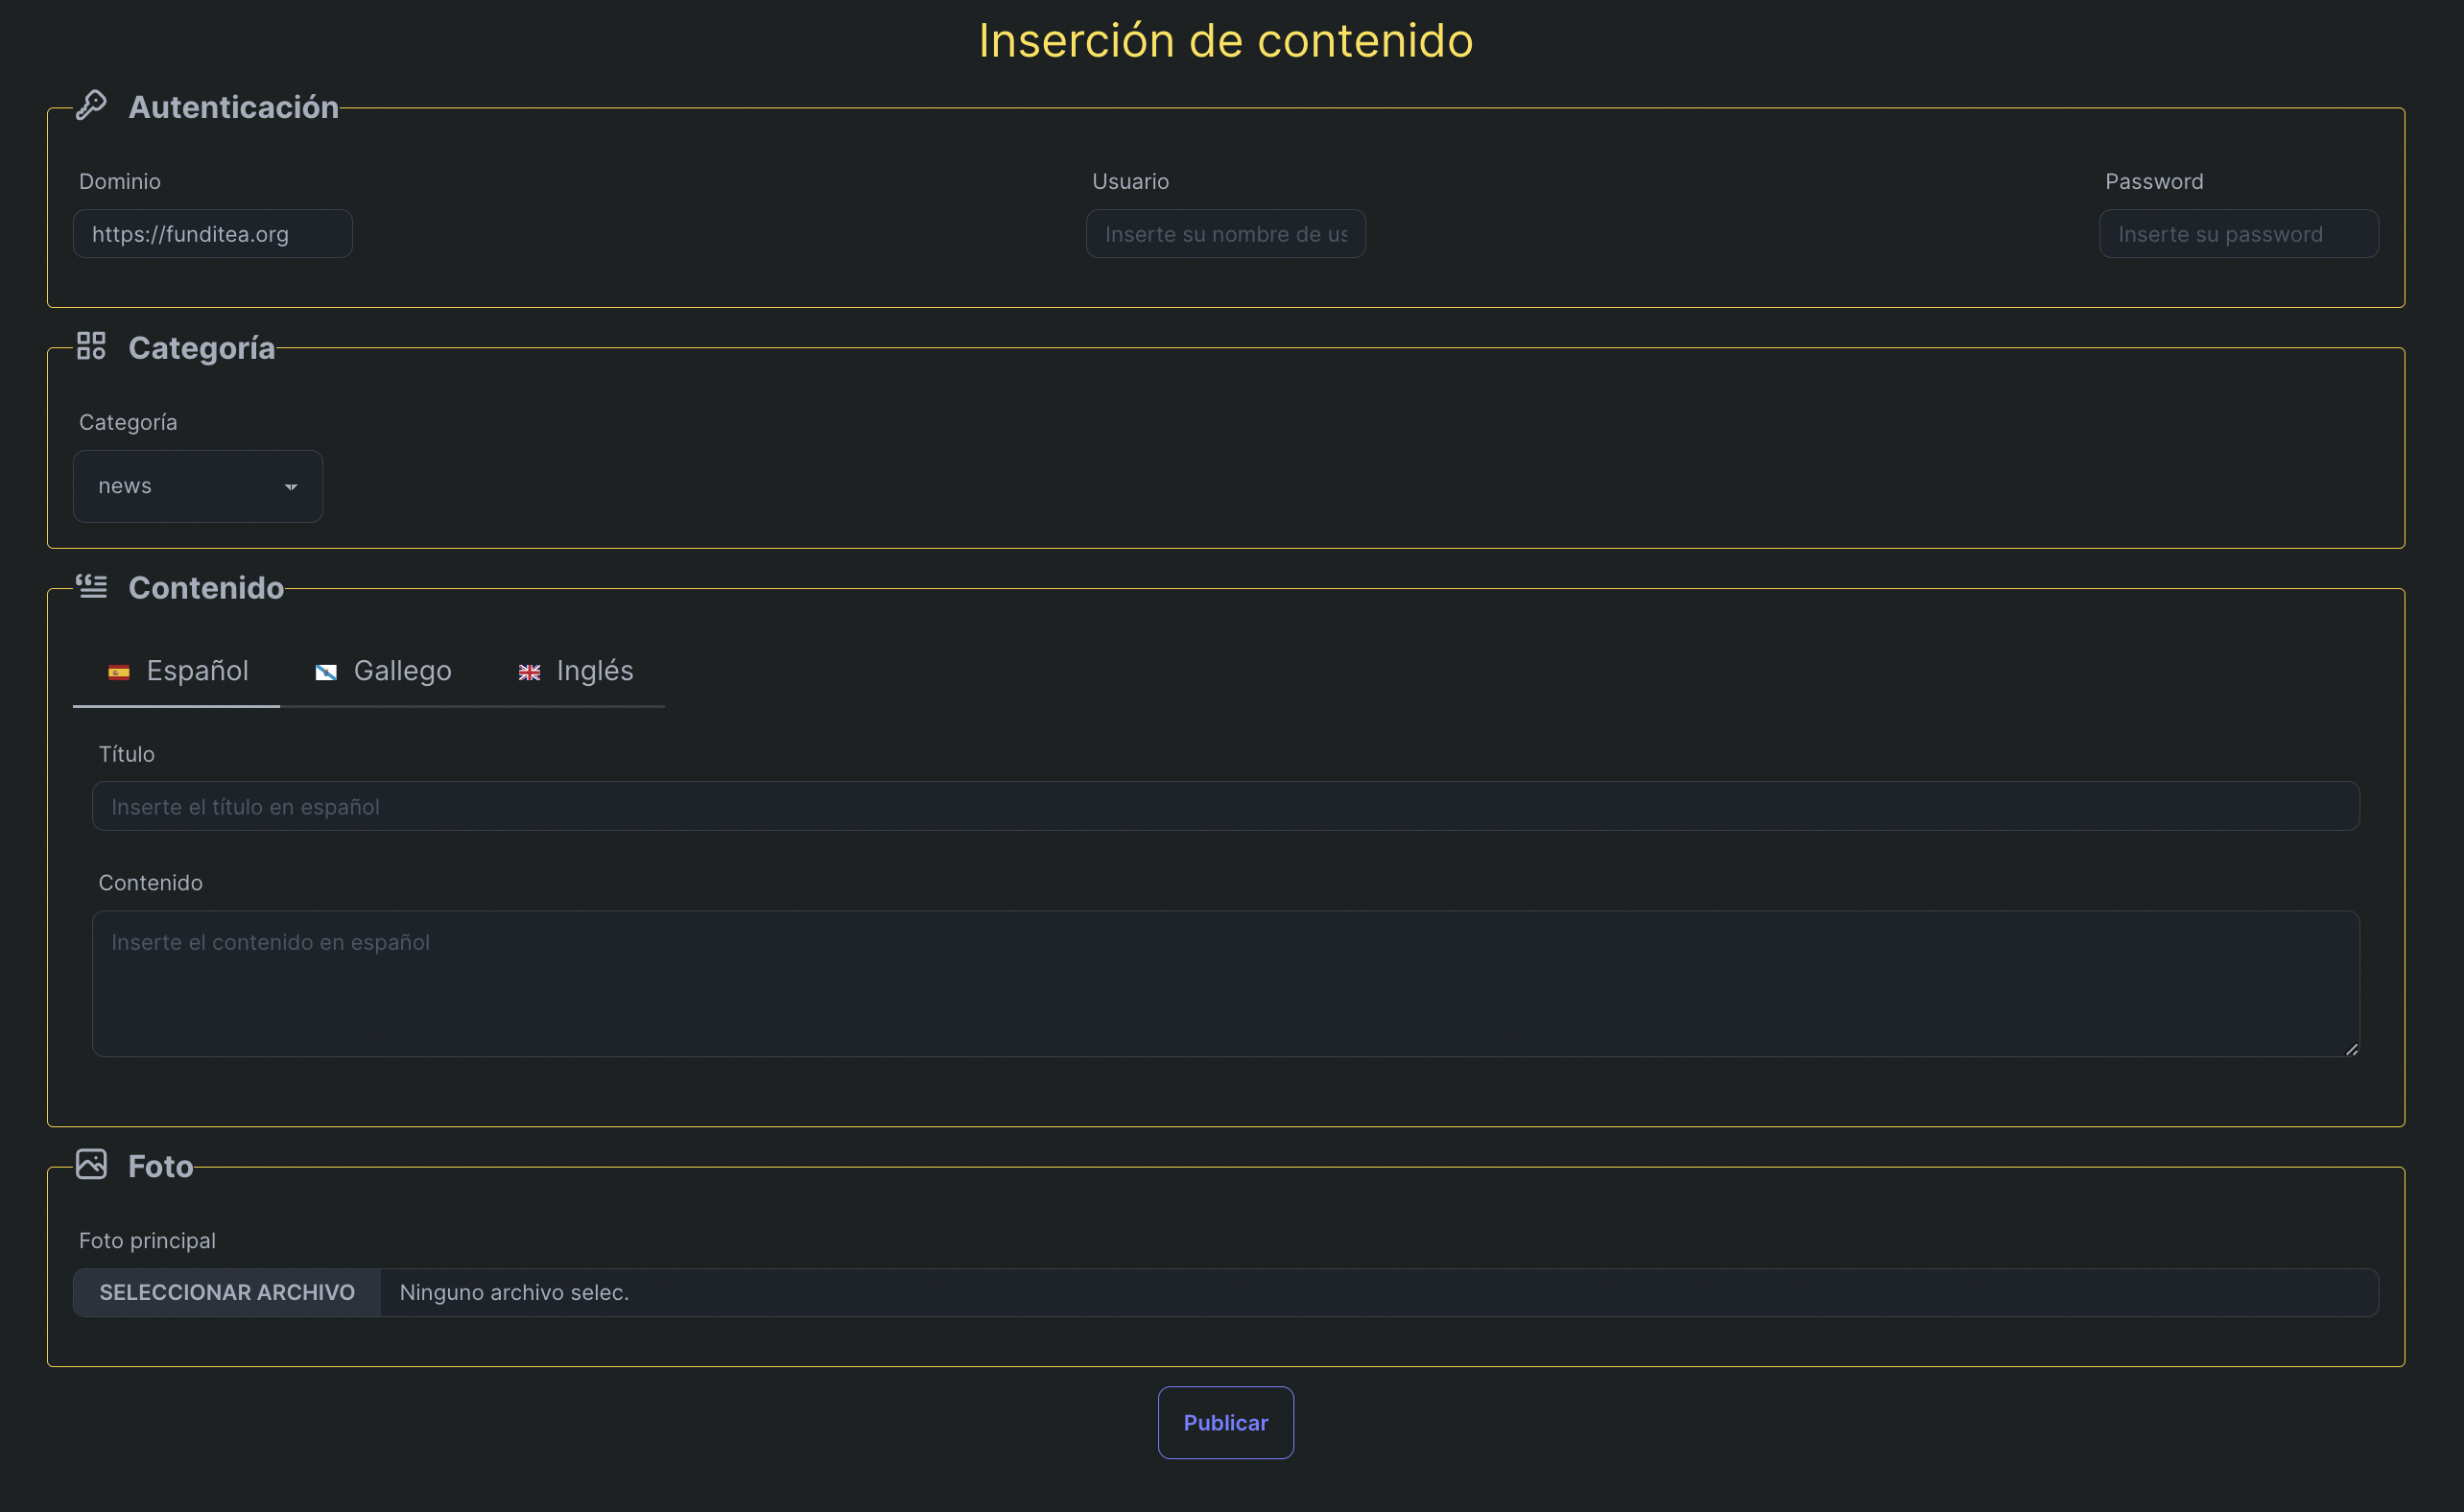 Inserción de contenido
Autenticación
Dominio
Usuario
Password
https://funditea.org
Inserte su nombre de us
Inserte su password
Categoría
Categoría
news
Contenido
Español
Gallego
Inglés
Título
Inserte el título en español
Contenido
Inserte el contenido en español
Foto
Foto principal
SELECCIONAR ARCHIVO
Ninguno archivo selec.
Publicar